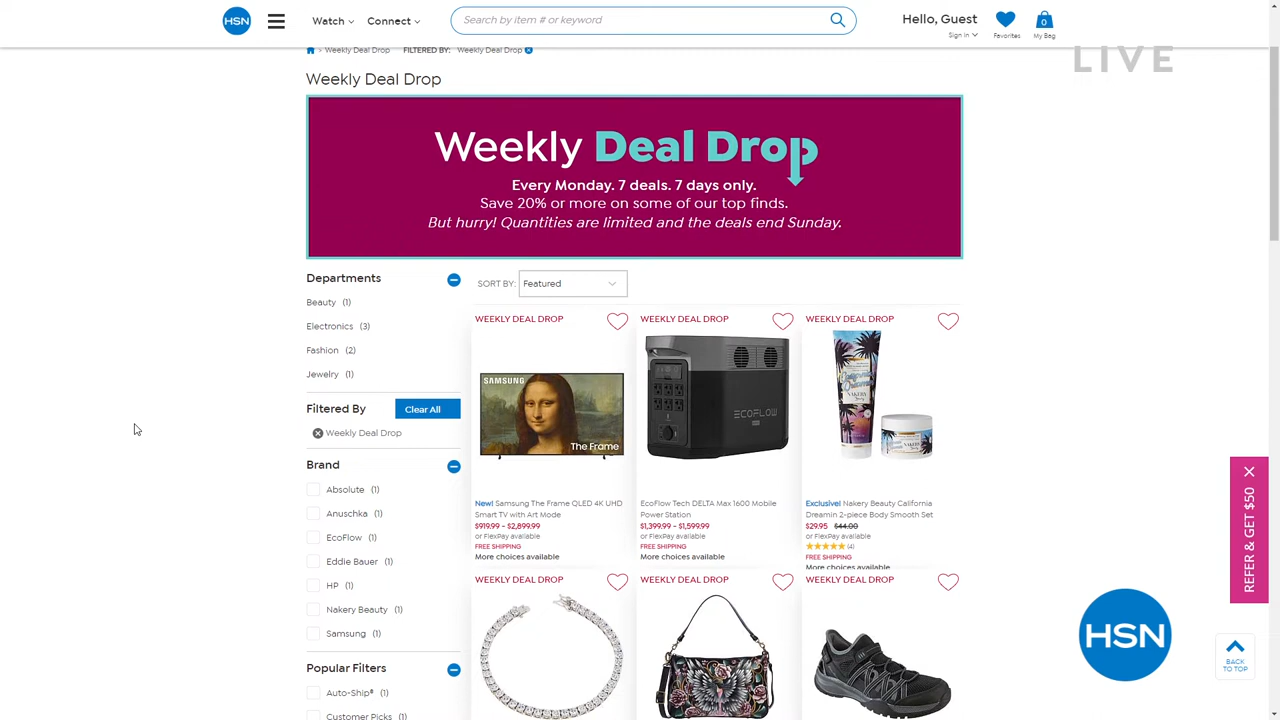 HSN
Watch
Connect
Search by item # or keyword
Hello, Guest
Sign In
Favorites
0
My Bag
> Weekly Deal Drop FILTERED BY: Weekly Deal Drop
LIVE
Weekly Deal Drop
Weekly Deal Drop
Every Monday. 7 deals. 7 days only.
Save 20% or more on some of our top finds.
But hurry! Quantities are limited and the deals end Sunday.
Departments
Beauty (1)
Electronics (3)
Fashion (2)
Jewelry (1)
Filtered By
Clear All
Weekly Deal Drop
Brand
Absolute (1)
Anuschka (1)
EcoFlow (1)
Eddie Bauer (1)
HP (1)
Nakery Beauty (1)
Samsung (1)
Popular Filters
Auto-Ship® (1)
Customer Picks (1)
SORT BY: Featured
WEEKLY DEAL DROP
SAMSUNG
The Frame
New! Samsung The Frame QLED 4K UHD
Smart TV with Art Mode
$919.99 - $2,899.99
or FlexPay available
FREE SHIPPING
More choices available
WEEKLY DEAL DROP
ECOFLOW
EcoFlow Tech DELTA Max 1600 Mobile
Power Station
$1,399.99 - $1,599.99
or FlexPay available
FREE SHIPPING
More choices available
WEEKLY DEAL DROP
NAKERY
NAKERY
Exclusive! Nakery Beauty California
Dreamin 2-piece Body Smooth Set
$29.95 $44.00
or FlexPay available
(4)
FREE SHIPPING
More choices available
WEEKLY DEAL DROP
WEEKLY DEAL DROP
WEEKLY DEAL DROP
REFER & GET $50
HSN
BACK
TO TOP